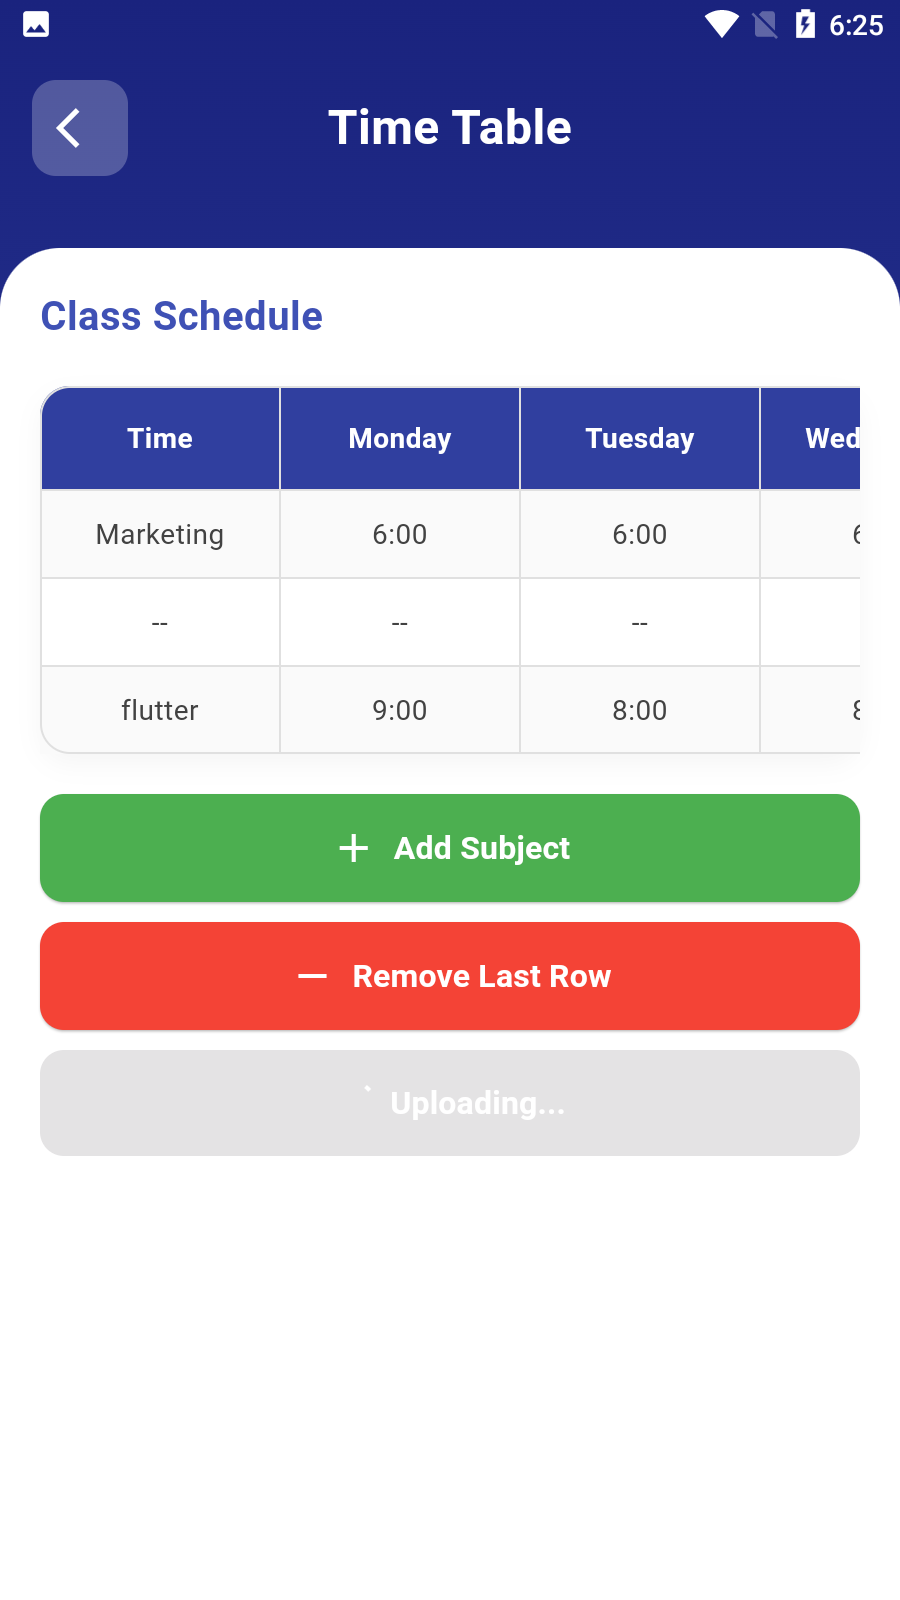 6:25
Time Table
Class Schedule
Time Monday Tuesday Wed
Marketing 6:00 6:00 6
-- -- --
flutter 9:00 8:00 8
Add Subject
Remove Last Row
Uploading...